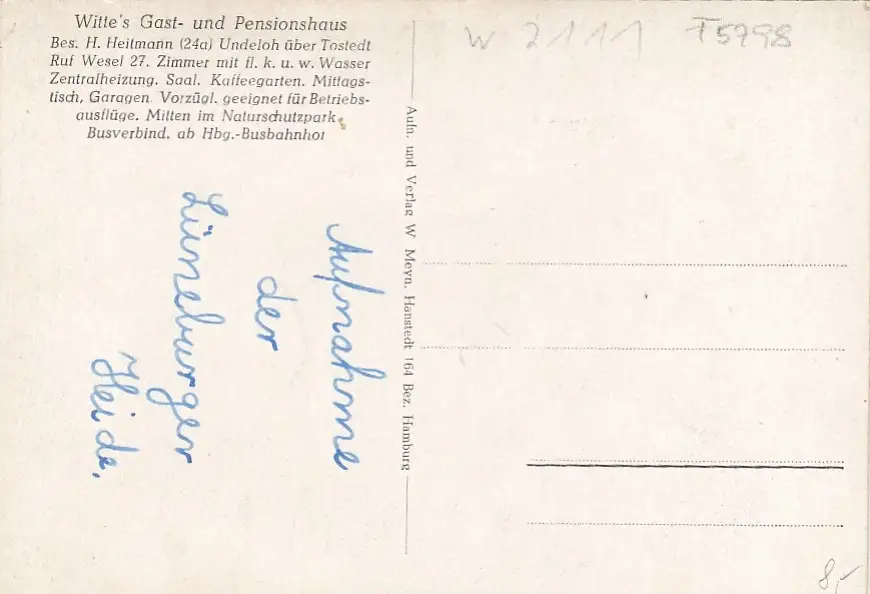 Witte's Gast- und Pensionshaus
Bes. H. Heitmann (24a) Undeloh über Tostedt
Ruf Wesel 27. Zimmer mit fl. k. u. w. Wasser
Zentralheizung. Saal. Kaffeegarten. Mittags-
tisch, Garagen. Vorzügl. geeignet für Betriebs-
ausflüge. Mitten im Naturschutzpark.
Busverbind. ab Hbg.-Busbahnhof
W 2111 T5798
Aufn. und Verlag W Meyn. Hanstedt 164 Bez. Hamburg
Aufnahme
der
Lüneburger
Heide.
8,-